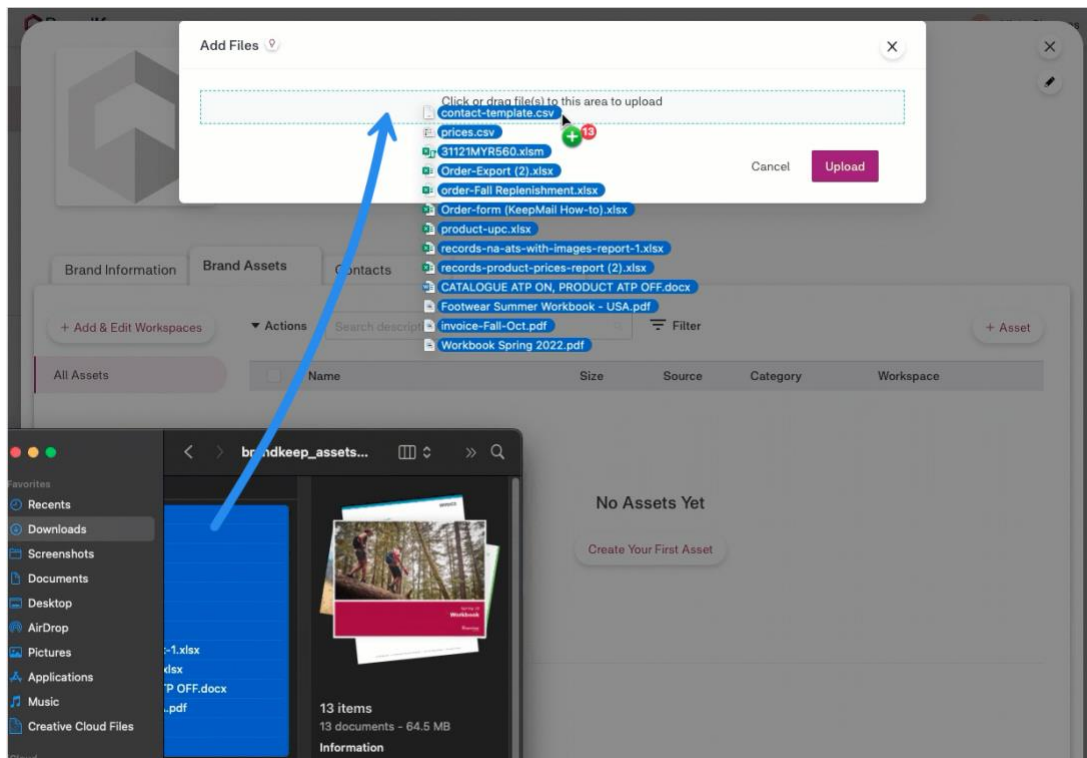 Add Files
Click or drag file(s) to this area to upload
contact-template.csv
prices.csv
13
31121MYR560.xlsm
Order-Export (2).xlsx
Cancel
Upload
order-Fall Replenishment.xlsx
Order-form (KeepMail How-to).xlsx
product-upc.xlsx
records-na-ats-with-images-report-1.xlsx
Brand Information
Brand Assets
Contacts
records-product-prices-report (2).xlsx
CATALOGUE ATP ON, PRODUCT ATP OFF.docx
Footwear Summer Workbook - USA.pdf
+ Add & Edit Workspaces
Actions
Search descript
invoice-Fall-Oct.pdf
Filter
+ Asset
Workbook Spring 2022.pdf
All Assets
Name
Size
Source
Category
Workspace
brandkeep_assets...
Favorites
Recents
Downloads
Screenshots
Documents
Desktop
AirDrop
Pictures
Applications
Music
Creative Cloud Files
-1.xlsx
xlsx
TP OFF.docx
.pdf
Workbook
13 items
13 documents - 64.5 MB
Information
No Assets Yet
Create Your First Asset